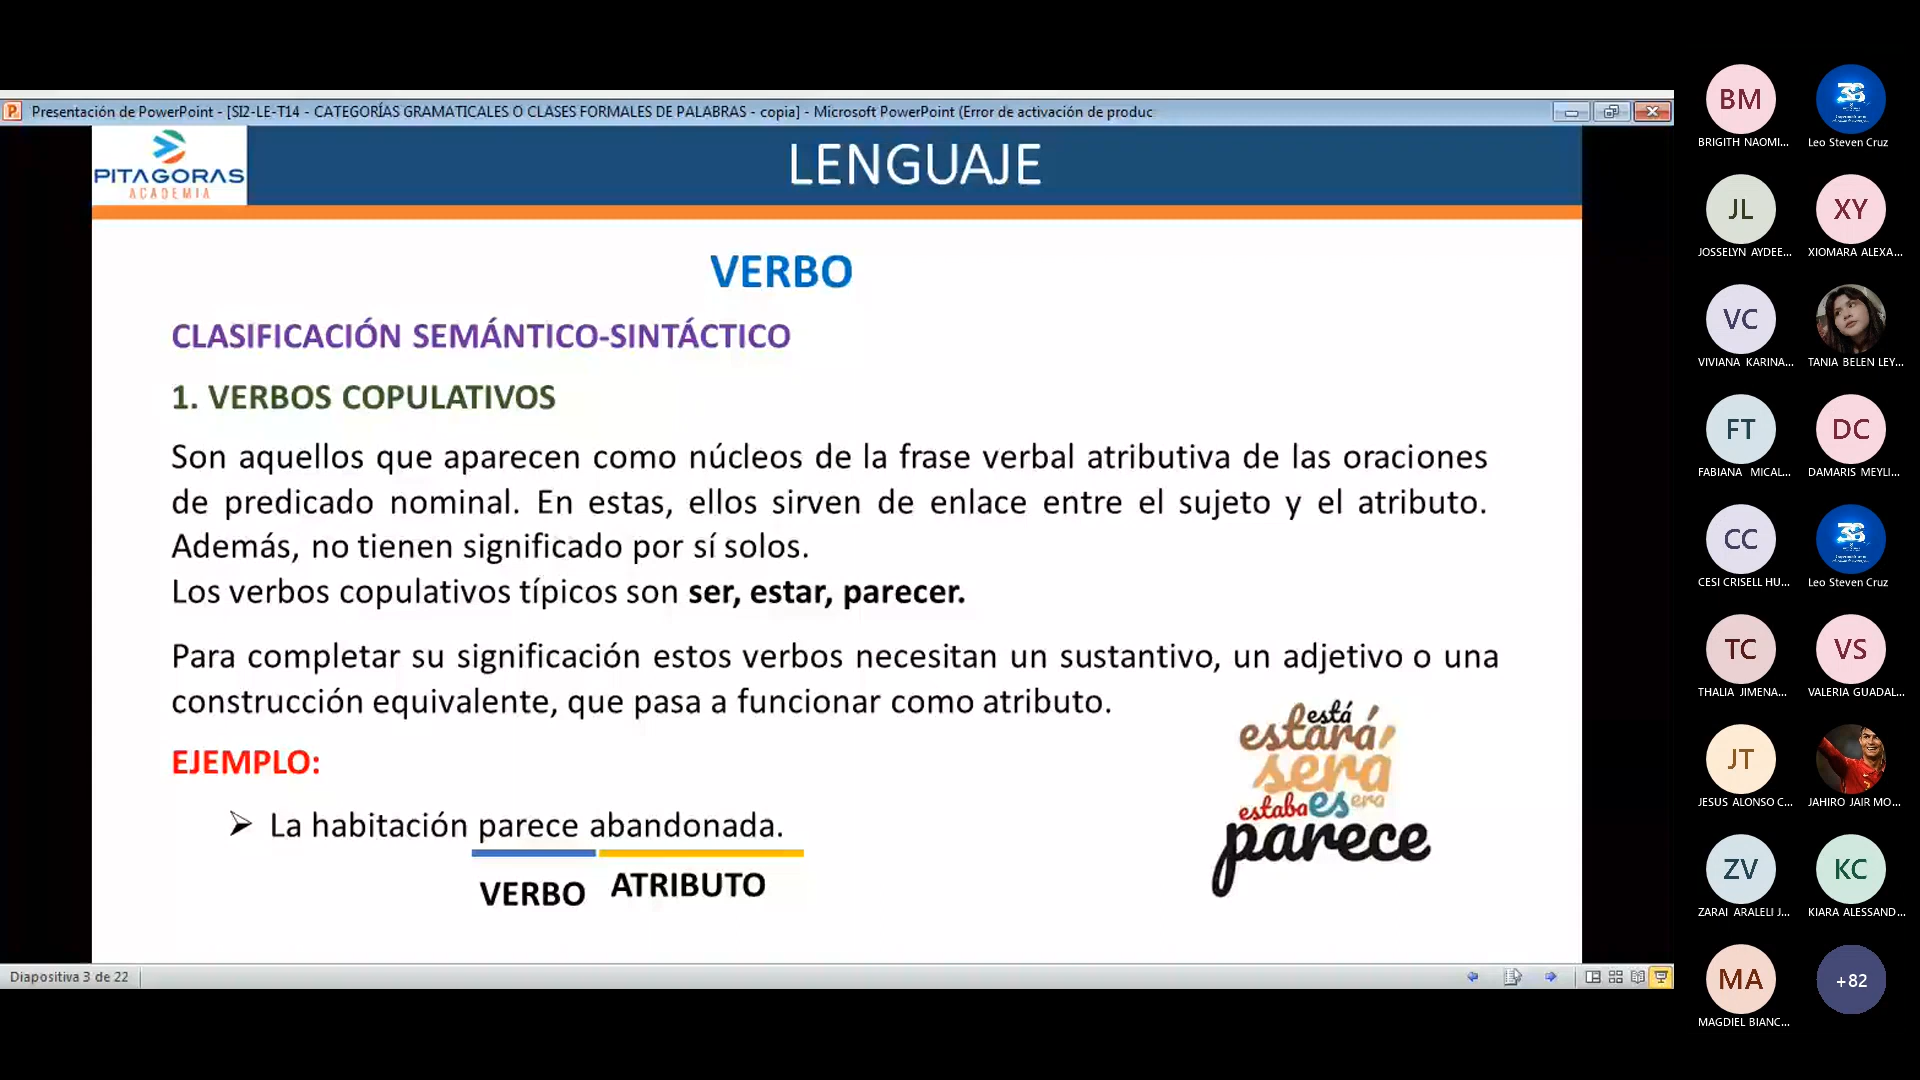 Presentación de PowerPoint - [SI2-LE-T14 - CATEGORÍAS GRAMATICALES O CLASES FORMALES DE PALABRAS - copia] - Microsoft PowerPoint (Error de activación de produc
PITAGORAS
ACADEMIA
LENGUAJE
VERBO
CLASIFICACIÓN SEMÁNTICO-SINTÁCTICO
1. VERBOS COPULATIVOS
Son aquellos que aparecen como núcleos de la frase verbal atributiva de las oraciones
de predicado nominal. En estas, ellos sirven de enlace entre el sujeto y el atributo.
Además, no tienen significado por sí solos.
Los verbos copulativos típicos son ser, estar, parecer.
Para completar su significación estos verbos necesitan un sustantivo, un adjetivo o una
construcción equivalente, que pasa a funcionar como atributo.
EJEMPLO:
La habitación parece abandonada.
VERBO ATRIBUTO
está
estará
será
estaba es era
parece
Diapositiva 3 de 22
BM
BRIGITH NAOMI...
38
Leo Steven Cruz
JL
JOSSELYN AYDEE...
XY
XIOMARA ALEXA...
VC
VIVIANA KARINA...
TANIA BELEN LEY...
FT
FABIANA MICAL...
DC
DAMARIS MEYLI...
CC
CESI CRISELL HU...
38
Leo Steven Cruz
TC
THALIA JIMENA...
VS
VALERIA GUADAL...
JT
JESUS ALONSO C...
JAHIRO JAIR MO...
ZV
ZARAI ARALELI J...
KC
KIARA ALESSAND...
MA
MAGDIEL BIANC...
+82